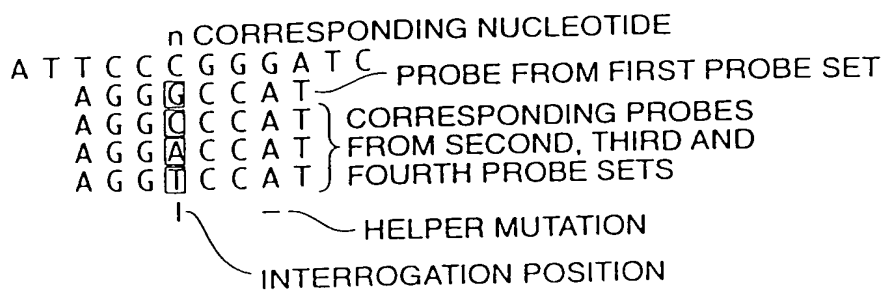 n CORRESPONDING NUCLEOTIDE
A T T C C C G G G A T C
A G G G C C A T PROBE FROM FIRST PROBE SET
A G G C C C A T CORRESPONDING PROBES
A G G A C C A T FROM SECOND, THIRD AND
A G G T C C A T FOURTH PROBE SETS
I – HELPER MUTATION
INTERROGATION POSITION